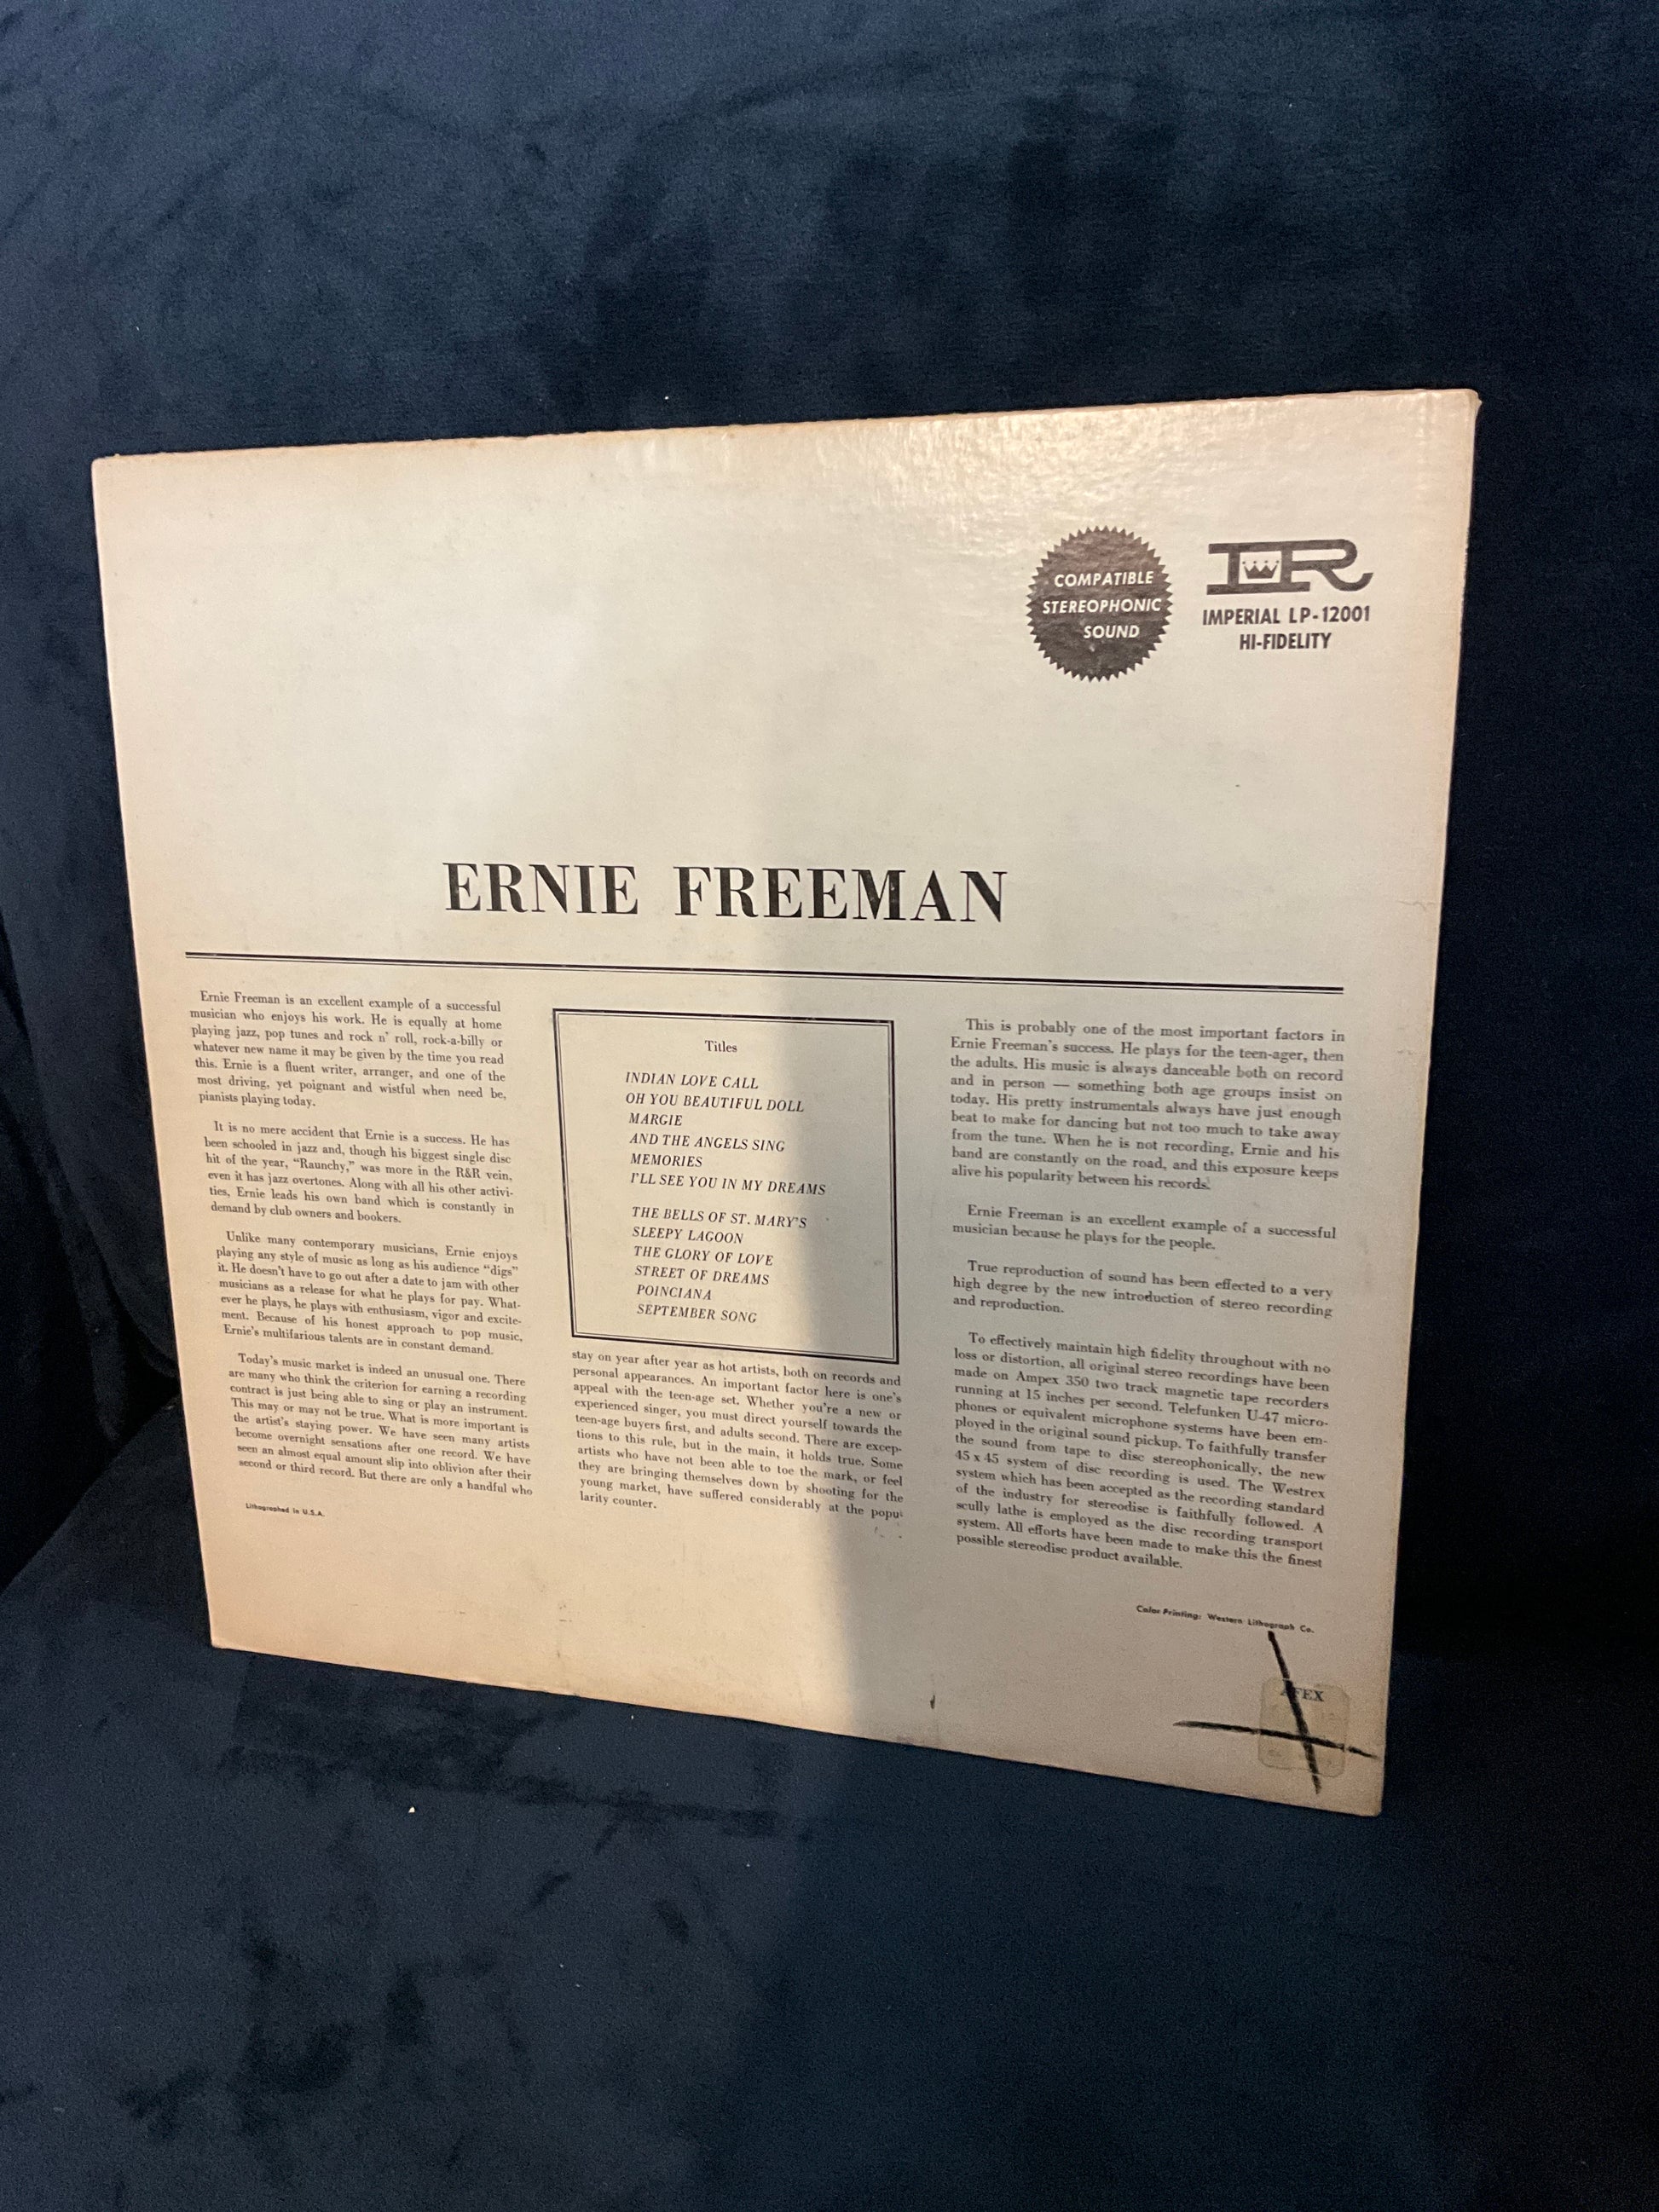 COMPATIBLE
STEREOPHONIC
SOUND
IR
IMPERIAL LP-12001
HI-FIDELITY
ERNIE FREEMAN
Ernie Freeman is an excellent example of a successful
musician who enjoys his work. He is equally at home
playing jazz, pop tunes and rock n' roll, rock-a-billy or
whatever new name it may be given by the time you read
this. Ernie is a fluent writer, arranger, and one of the
most driving, yet poignant and wistful when need be,
pianists playing today.
It is no mere accident that Ernie is a success. He has
been schooled in jazz and, though his biggest single disc
hit of the year, "Raunchy," was more in the R&R vein,
even it has jazz overtones. Along with all his other activi-
ties, Ernie leads his own band which is constantly in
demand by club owners and bookers.
Unlike many contemporary musicians, Ernie enjoys
playing any style of music as long as his audience "digs"
it. He doesn't have to go out after a date to jam with other
musicians as a release for what he plays for pay. What-
ever he plays, he plays with enthusiasm, vigor and excite-
ment. Because of his honest approach to pop music,
Ernie's multifarious talents are in constant demand.
Today's music market is indeed an unusual one. There
are many who think the criterion for earning a recording
contract is just being able to sing or play an instrument.
This may or may not be true. What is more important is
the artist's staying power. We have seen many artists
become overnight sensations after one record. We have
seen an almost equal amount slip into oblivion after their
second or third record. But there are only a handful who
Lithographed in U.S.A.
Titles
INDIAN LOVE CALL
OH YOU BEAUTIFUL DOLL
MARGIE
AND THE ANGELS SING
MEMORIES
I'LL SEE YOU IN MY DREAMS
THE BELLS OF ST. MARY'S
SLEEPY LAGOON
THE GLORY OF LOVE
STREET OF DREAMS
POINCIANA
SEPTEMBER SONG
stay on year after year as hot artists, both on records and
personal appearances. An important factor here is one's
appeal with the teen-age set. Whether you're a new or
experienced singer, you must direct yourself towards the
teen-age buyers first, and adults second. There are excep-
tions to this rule, but in the main, it holds true. Some
artists who have not been able to toe the mark, or feel
they are bringing themselves down by shooting for the
young market, have suffered considerably at the popu-
larity counter.
This is probably one of the most important factors in
Ernie Freeman's success. He plays for the teen-ager, then
the adults. His music is always danceable both on record
and in person — something both age groups insist on
today. His pretty instrumentals always have just enough
beat to make for dancing but not too much to take away
from the tune. When he is not recording, Ernie and his
band are constantly on the road, and this exposure keeps
alive his popularity between his records.
Ernie Freeman is an excellent example of a successful
musician because he plays for the people.
True reproduction of sound has been effected to a very
high degree by the new introduction of stereo recording
and reproduction.
To effectively maintain high fidelity throughout with no
loss or distortion, all original stereo recordings have been
made on Ampex 350 two track magnetic tape recorders
running at 15 inches per second. Telefunken U-47 micro-
phones or equivalent microphone systems have been em-
ployed in the original sound pickup. To faithfully transfer
the sound from tape to disc stereophonically, the new
45 x 45 system of disc recording is used. The Westrex
system which has been accepted as the recording standard
of the industry for stereodisc is faithfully followed. A
scully lathe is employed as the disc recording transport
system. All efforts have been made to make this the finest
possible stereodisc product available.
Color Printing: Western Lithograph Co.